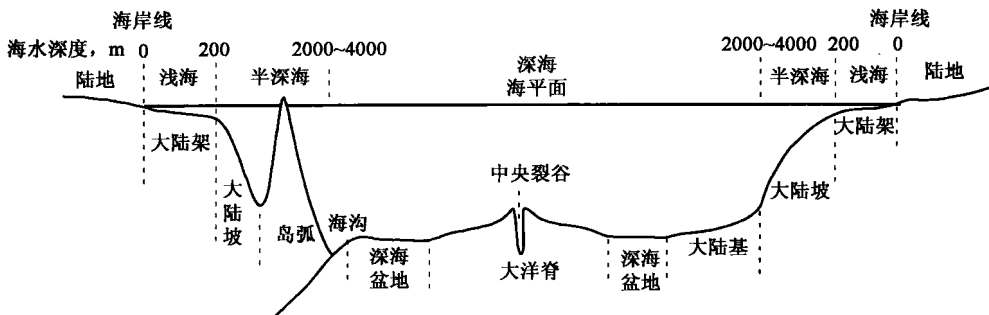 海岸线
海岸线
海水深度，m 0 200 2000~4000 深海 2000~4000 200 0
陆地 浅海 半深海 海平面 半深海 浅海 陆地
大陆架
大陆架
中央裂谷
大陆坡
大陆坡
岛弧
海沟
深海盆地
大洋脊
深海盆地
大陆基